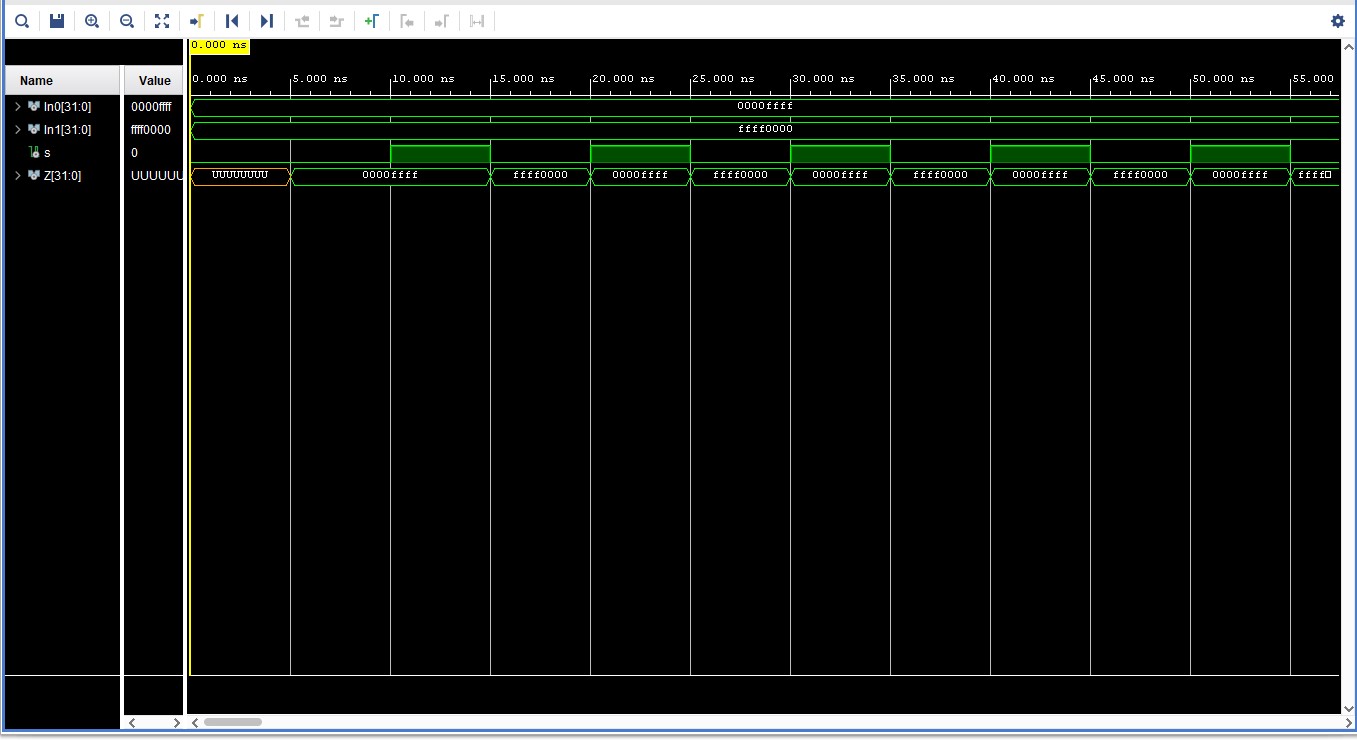 0.000 ns
Name Value 0.000 ns 5.000 ns 10.000 ns 15.000 ns 20.000 ns 25.000 ns 30.000 ns 35.000 ns 40.000 ns 45.000 ns 50.000 ns 55.000
In0[31:0] 0000ffff 0000ffff
In1[31:0] ffff0000 ffff0000
s 0
Z[31:0] UUUUUU UUUUUUUU 0000ffff ffff0000 0000ffff ffff0000 0000ffff ffff0000 0000ffff ffff0000 0000ffff ffff